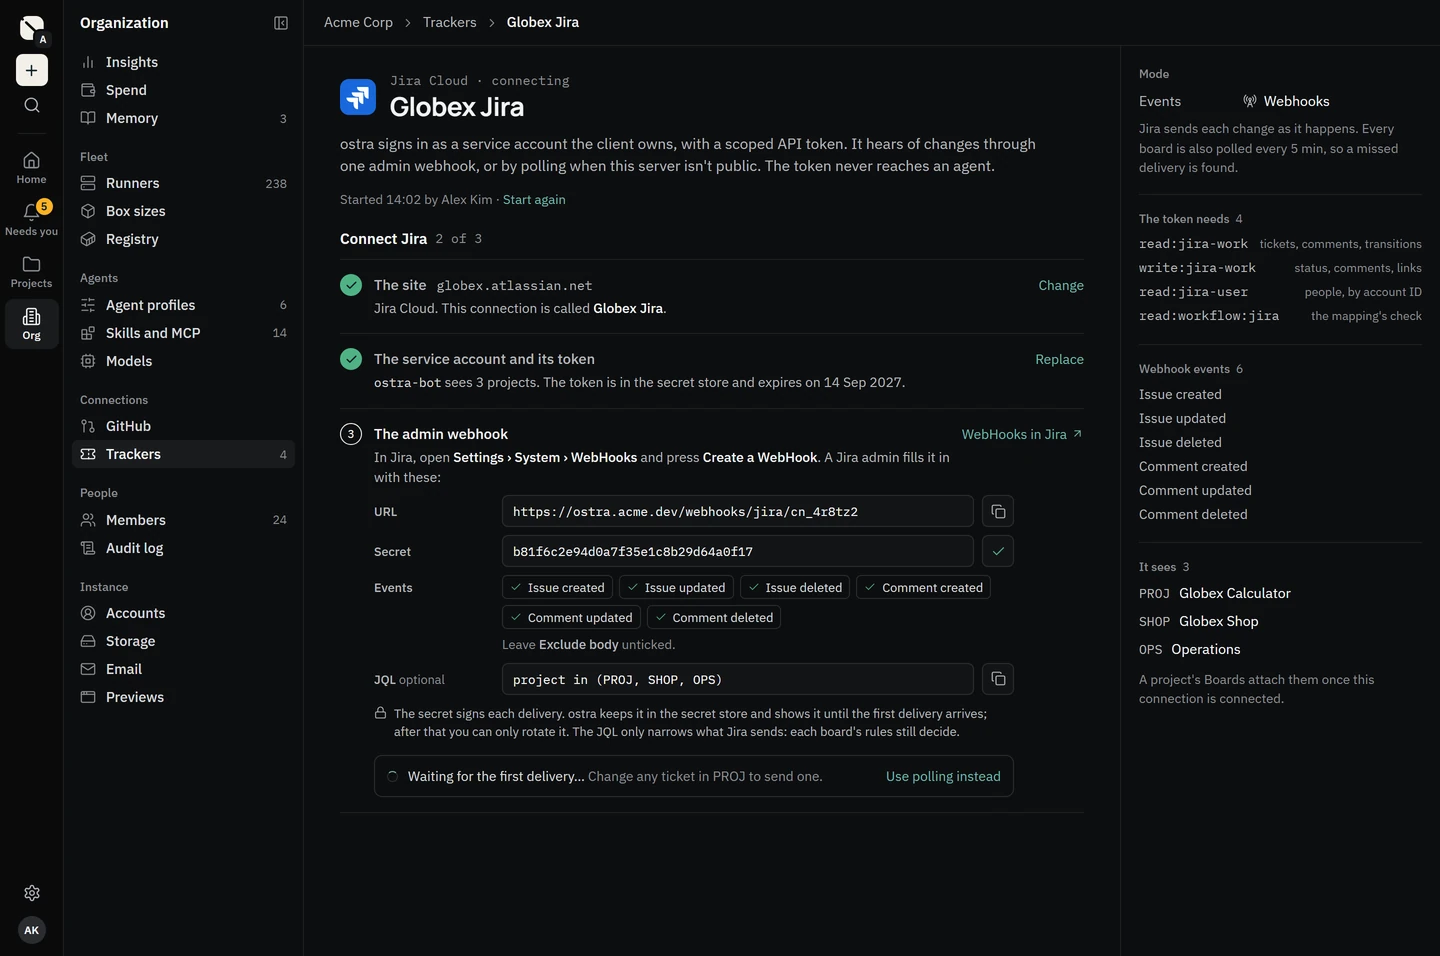 A
Home
5
Needs you
Projects
Org
AK
Organization
Insights
Spend
Memory 3
Fleet
Runners 238
Box sizes
Registry
Agents
Agent profiles 6
Skills and MCP 14
Models
Connections
GitHub
Trackers 4
People
Members 24
Audit log
Instance
Accounts
Storage
Email
Previews
Acme Corp > Trackers > Globex Jira
Jira Cloud · connecting
Globex Jira
ostra signs in as a service account the client owns, with a scoped API token. It hears of changes through
one admin webhook, or by polling when this server isn't public. The token never reaches an agent.
Started 14:02 by Alex Kim · Start again
Connect Jira 2 of 3
The site globex.atlassian.net Change
Jira Cloud. This connection is called Globex Jira.
The service account and its token Replace
ostra-bot sees 3 projects. The token is in the secret store and expires on 14 Sep 2027.
3 The admin webhook WebHooks in Jira ↗
In Jira, open Settings › System › WebHooks and press Create a WebHook. A Jira admin fills it in
with these:
URL https://ostra.acme.dev/webhooks/jira/cn_4r8tz2
Secret b81f6c2e94d0a7f35e1c8b29d64a0f17
Events Issue created Issue updated Issue deleted Comment created
Comment updated Comment deleted
Leave Exclude body unticked.
JQL optional project in (PROJ, SHOP, OPS)
The secret signs each delivery. ostra keeps it in the secret store and shows it until the first delivery arrives;
after that you can only rotate it. The JQL only narrows what Jira sends: each board's rules still decide.
Waiting for the first delivery... Change any ticket in PROJ to send one. Use polling instead
Mode
Events Webhooks
Jira sends each change as it happens. Every
board is also polled every 5 min, so a missed
delivery is found.
The token needs 4
read:jira-work tickets, comments, transitions
write:jira-work status, comments, links
read:jira-user people, by account ID
read:workflow:jira the mapping's check
Webhook events 6
Issue created
Issue updated
Issue deleted
Comment created
Comment updated
Comment deleted
It sees 3
PROJ Globex Calculator
SHOP Globex Shop
OPS Operations
A project's Boards attach them once this
connection is connected.